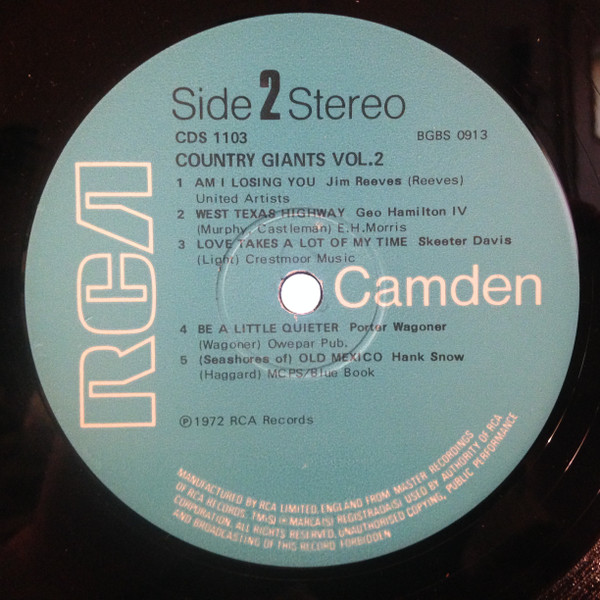 Side 2 Stereo
CDS 1103 BGBS 0913
COUNTRY GIANTS VOL.2
1 AM I LOSING YOU Jim Reeves (Reeves)
United Artists
2 WEST TEXAS HIGHWAY Geo Hamilton IV
(Murphy, Castleman) E.H.Morris
3 LOVE TAKES A LOT OF MY TIME Skeeter Davis
(Light) Crestmoor Music
RCA Camden
4 BE A LITTLE QUIETER Porter Wagoner
(Wagoner) Owepar Pub.
5 (Seashores of) OLD MEXICO Hank Snow
(Haggard) MCPS/Blue Book
℗1972 RCA Records
MANUFACTURED BY RCA LIMITED, ENGLAND FROM MASTER RECORDINGS
OF RCA RECORDS. TM(S) ® MARCA(S) REGISTRADA(S) USED BY AUTHORITY OF RCA
CORPORATION. ALL RIGHTS RESERVED. UNAUTHORISED COPYING, PUBLIC PERFORMANCE
AND BROADCASTING OF THIS RECORD FORBIDDEN